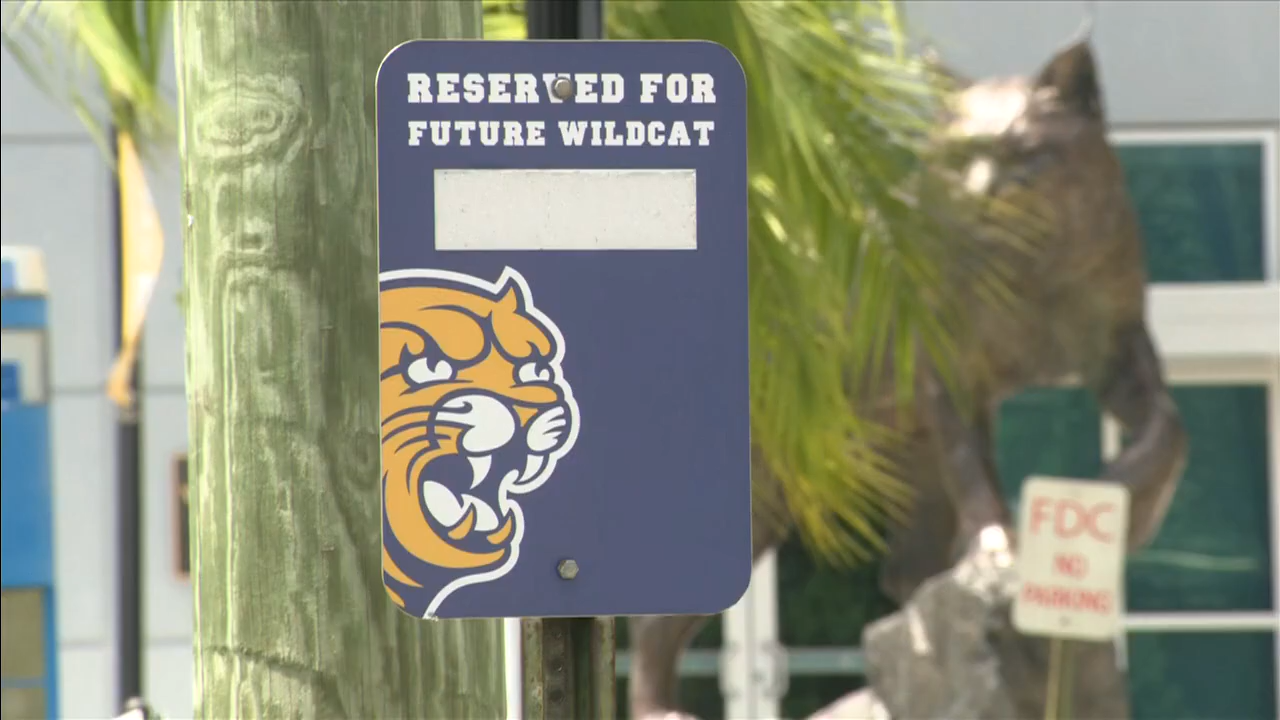 RESERVED FOR
FUTURE WILDCAT
FDC
NO
PARKING